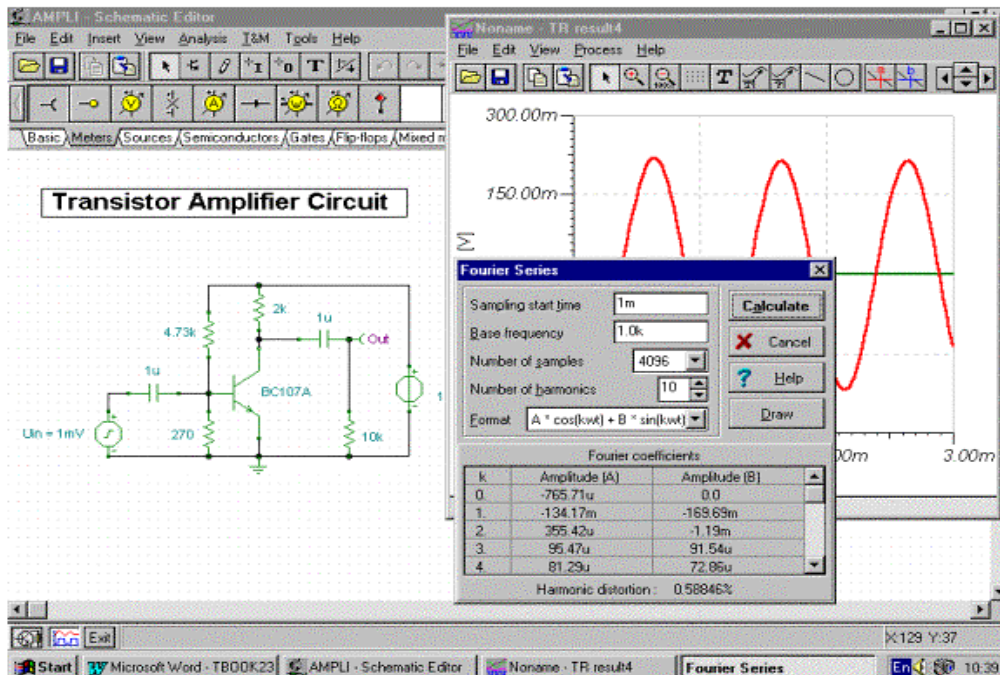 AMPLI - Schematic Editor
File Edit Insert View Analysis T&M Tools Help
Basic Meters Sources Semiconductors Gates Flip-flops Mixed
Transistor Amplifier Circuit
2k
4.73k
1u
Out
1u
BC107A
1
Uin = 1mV
270
10k
Noname - TR result4
File Edit View Process Help
300.00m
150.00m
[V]
3.00m
Fourier Series
Sampling start time 1m
Base frequency 1.0k
Number of samples 4096
Number of harmonics 10
Format A * cos(kwt) + B * sin(kwt)
Calculate
Cancel
Help
Draw
Fourier coefficients
k Amplitude (A) Amplitude (B)
0. -765.71u 0.0
1. -134.17m -169.69m
2. 355.42u -1.19m
3. 95.47u 91.54u
4. 81.29u 72.86u
Harmonic distortion : 0.58846%
Exit
X:129 Y:37
Start Microsoft Word - TBOOK23 AMPLI - Schematic Editor Noname - TR result4 Fourier Series En 10:39